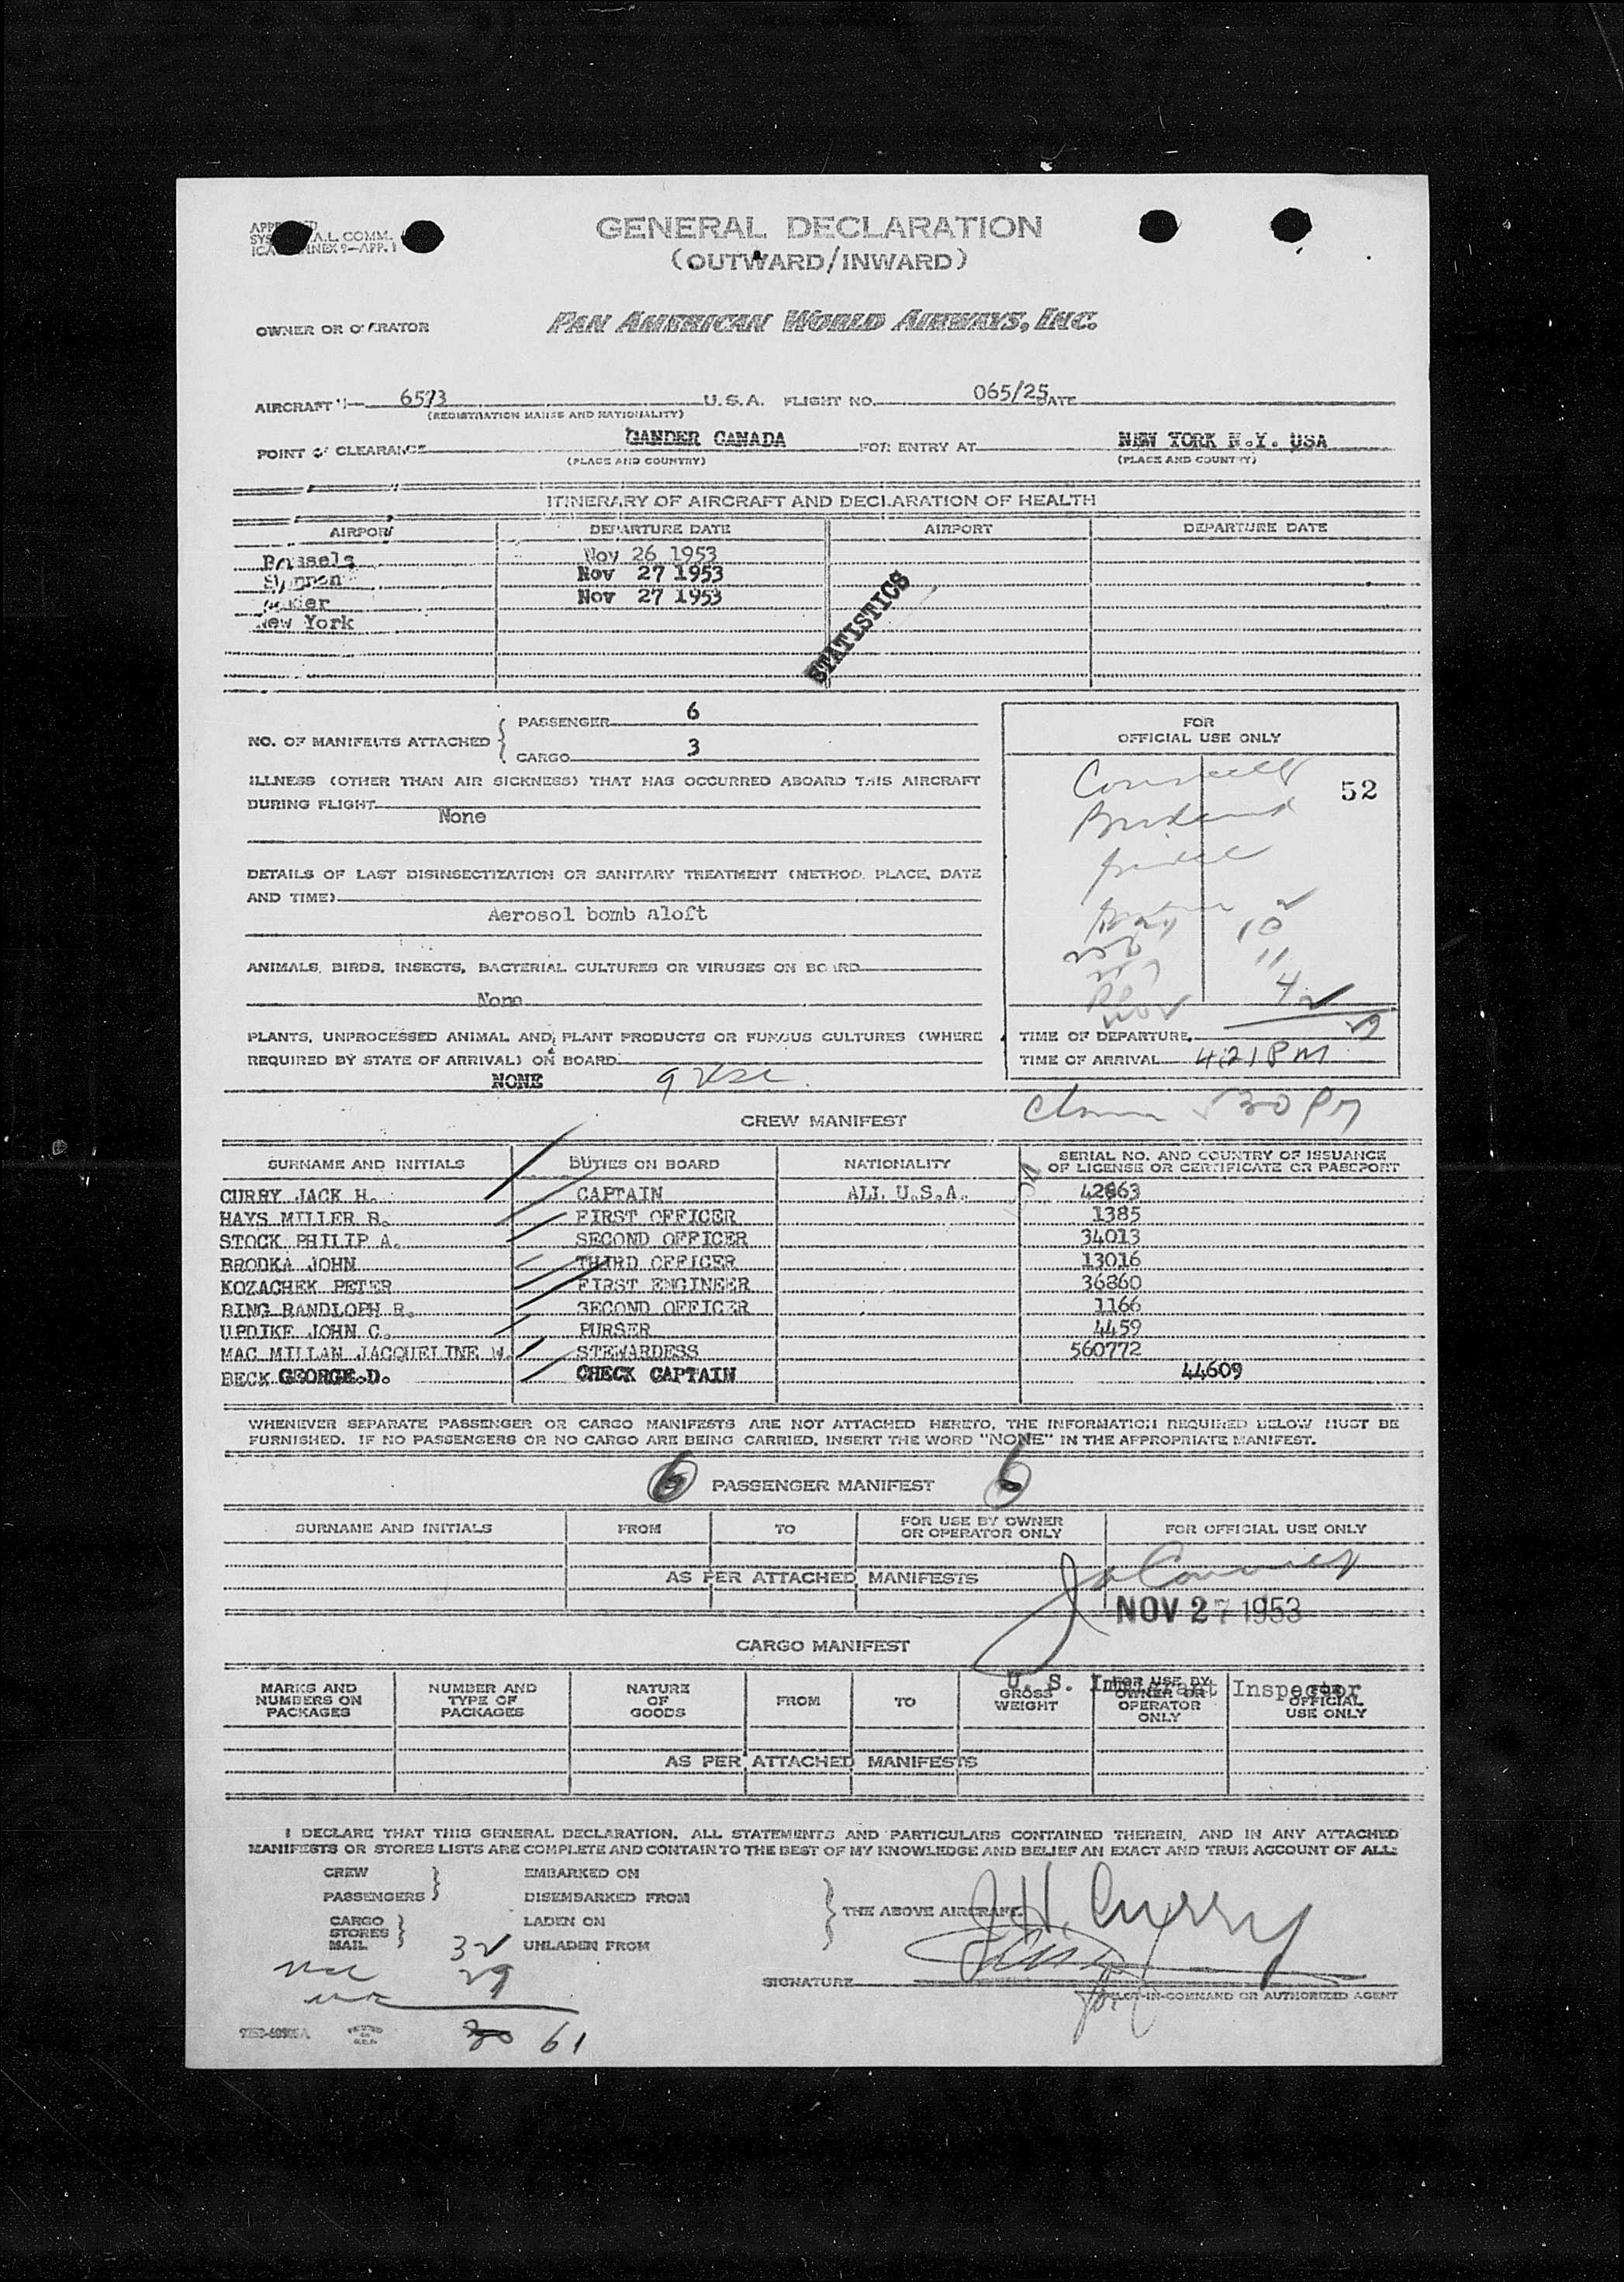 GENERAL DECLARATION
(OUTWARD/INWARD)
OWNER OR
PAN AMERICAN WORLD AIRWAYS, INC.
AIRCRAFT 6573 U.S.A. FLIGHT NO. 065/25 DATE
(REGISTRATION MARKS AND NATIONALITY)
POINT OF CLEARANCE GANDER CANADA FOR ENTRY AT NEW YORK N.Y. USA
(PLACE AND COUNTRY) (PLACE AND COUNTRY)
ITINERARY OF AIRCRAFT AND DECLARATION OF HEALTH
AIRPORT DEPARTURE DATE AIRPORT DEPARTURE DATE
Brussels Nov 26 1953
Nov 27 1953
Nov 27 1953
New York
STATISTICS
NO. OF MANIFESTS ATTACHED { PASSENGER 6
CARGO 3
FOR
OFFICIAL USE ONLY
52
ILLNESS (OTHER THAN AIR SICKNESS) THAT HAS OCCURRED ABOARD THIS AIRCRAFT
DURING FLIGHT
None
DETAILS OF LAST DISINSECTIZATION OR SANITARY TREATMENT (METHOD, PLACE, DATE
AND TIME)
Aerosol bomb aloft
10
11
4
ANIMALS, BIRDS, INSECTS, BACTERIAL CULTURES OR VIRUSES ON BOARD
None
PLANTS, UNPROCESSED ANIMAL AND PLANT PRODUCTS OR FUNGUS CULTURES (WHERE
REQUIRED BY STATE OF ARRIVAL) ON BOARD
NONE
TIME OF DEPARTURE
TIME OF ARRIVAL 4:21 PM
30 PM
CREW MANIFEST
SURNAME AND INITIALS DUTIES ON BOARD NATIONALITY SERIAL NO. AND COUNTRY OF ISSUANCE
OF LICENSE OR CERTIFICATE OR PASSPORT
CURRY JACK H. CAPTAIN ALL U.S.A. 42863
HAYS MILLER B. FIRST OFFICER 1385
STOCK PHILIP A. SECOND OFFICER 34013
BRODKA JOHN THIRD OFFICER 13016
KOZACHEK PETER FIRST ENGINEER 36860
RANDLOPH SECOND OFFICER 1166
UPDIKE JOHN C. PURSER 4459
MAC MILLAN JACQUELINE W. STEWARDESS 560772
BECK GEORGE.D. CHECK CAPTAIN 44609
WHENEVER SEPARATE PASSENGER OR CARGO MANIFESTS ARE NOT ATTACHED HERETO, THE INFORMATION REQUIRED BELOW MUST BE
FURNISHED. IF NO PASSENGERS OR NO CARGO ARE BEING CARRIED, INSERT THE WORD "NONE" IN THE APPROPRIATE MANIFEST.
6 PASSENGER MANIFEST 6
SURNAME AND INITIALS FROM TO FOR USE BY OWNER
OR OPERATOR ONLY FOR OFFICIAL USE ONLY
AS PER ATTACHED MANIFESTS
NOV 27 1953
CARGO MANIFEST
U. S. Immigrant Inspector
MARKS AND
NUMBERS ON
PACKAGES NUMBER AND
TYPE OF
PACKAGES NATURE
OF
GOODS FROM TO GROSS
WEIGHT FOR USE BY
OWNER OR
OPERATOR
ONLY FOR
OFFICIAL
USE ONLY
AS PER ATTACHED MANIFESTS
I DECLARE THAT THIS GENERAL DECLARATION, ALL STATEMENTS AND PARTICULARS CONTAINED THEREIN, AND IN ANY ATTACHED
MANIFESTS OR STORES LISTS ARE COMPLETE AND CONTAIN TO THE BEST OF MY KNOWLEDGE AND BELIEF AN EXACT AND TRUE ACCOUNT OF ALL:
CREW EMBARKED ON
PASSENGERS } DISEMBARKED FROM
CARGO LADEN ON
STORES }
MAIL UNLADEN FROM
} THE ABOVE AIRCRAFT.
J.H. Curry
32
29
61
SIGNATURE
PILOT-IN-COMMAND OR AUTHORIZED AGENT